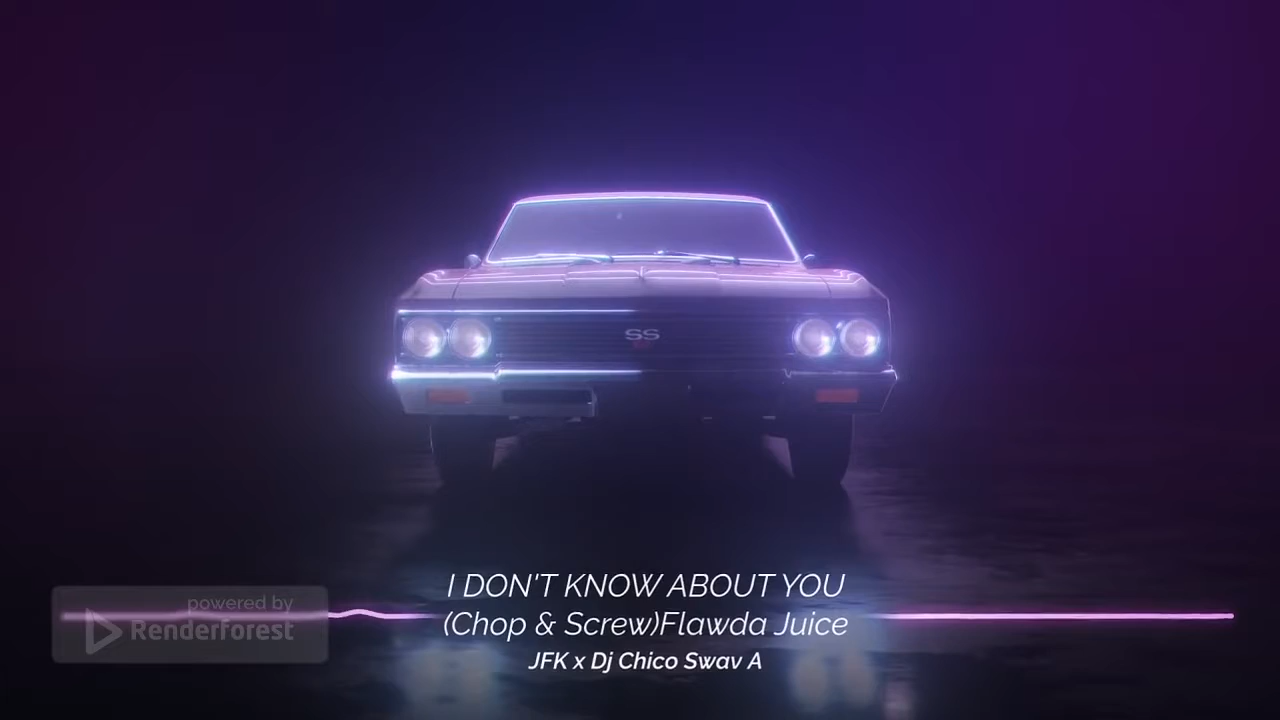 SS
I DON'T KNOW ABOUT YOU
(Chop & Screw)Flawda Juice
JFK x Dj Chico Swav A
powered by
Renderforest